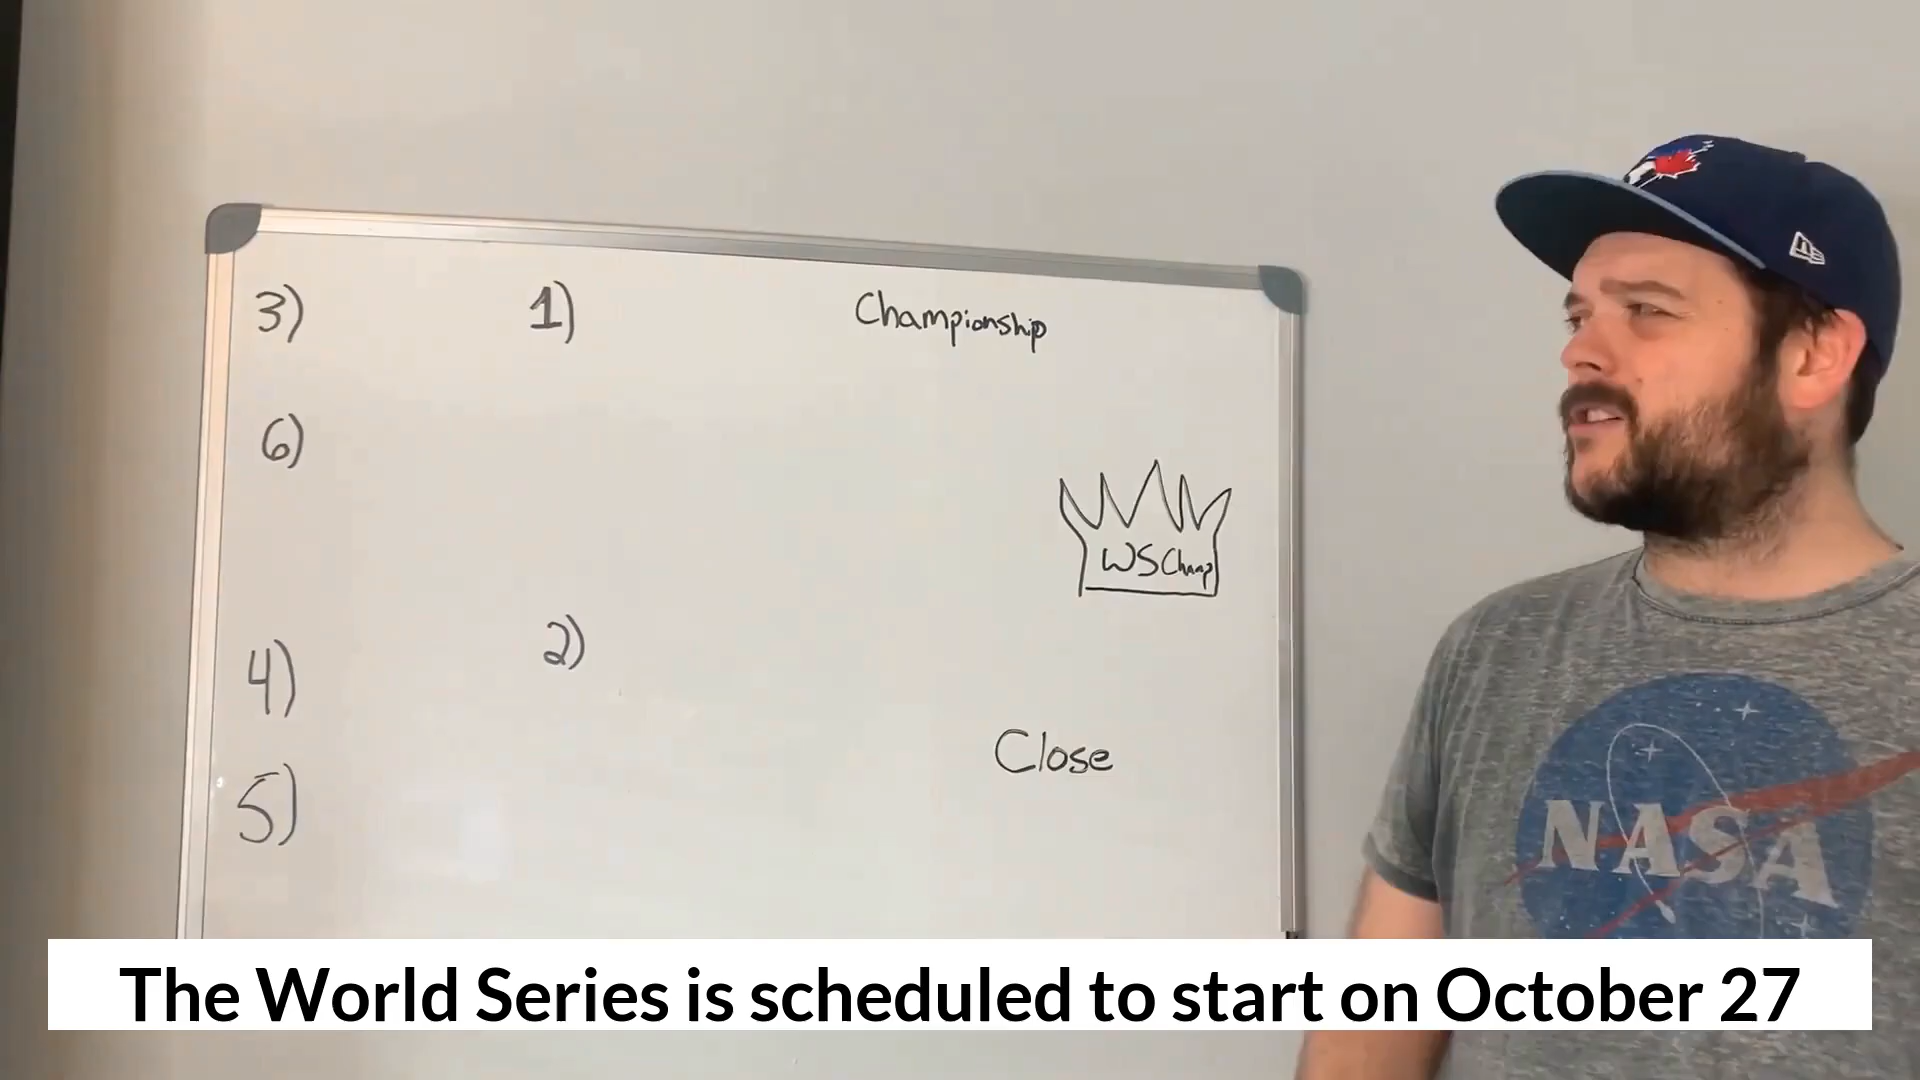 3)
1)
Championship
6)
WS Champ
4)
2)
Close
5)
NASA
The World Series is scheduled to start on October 27